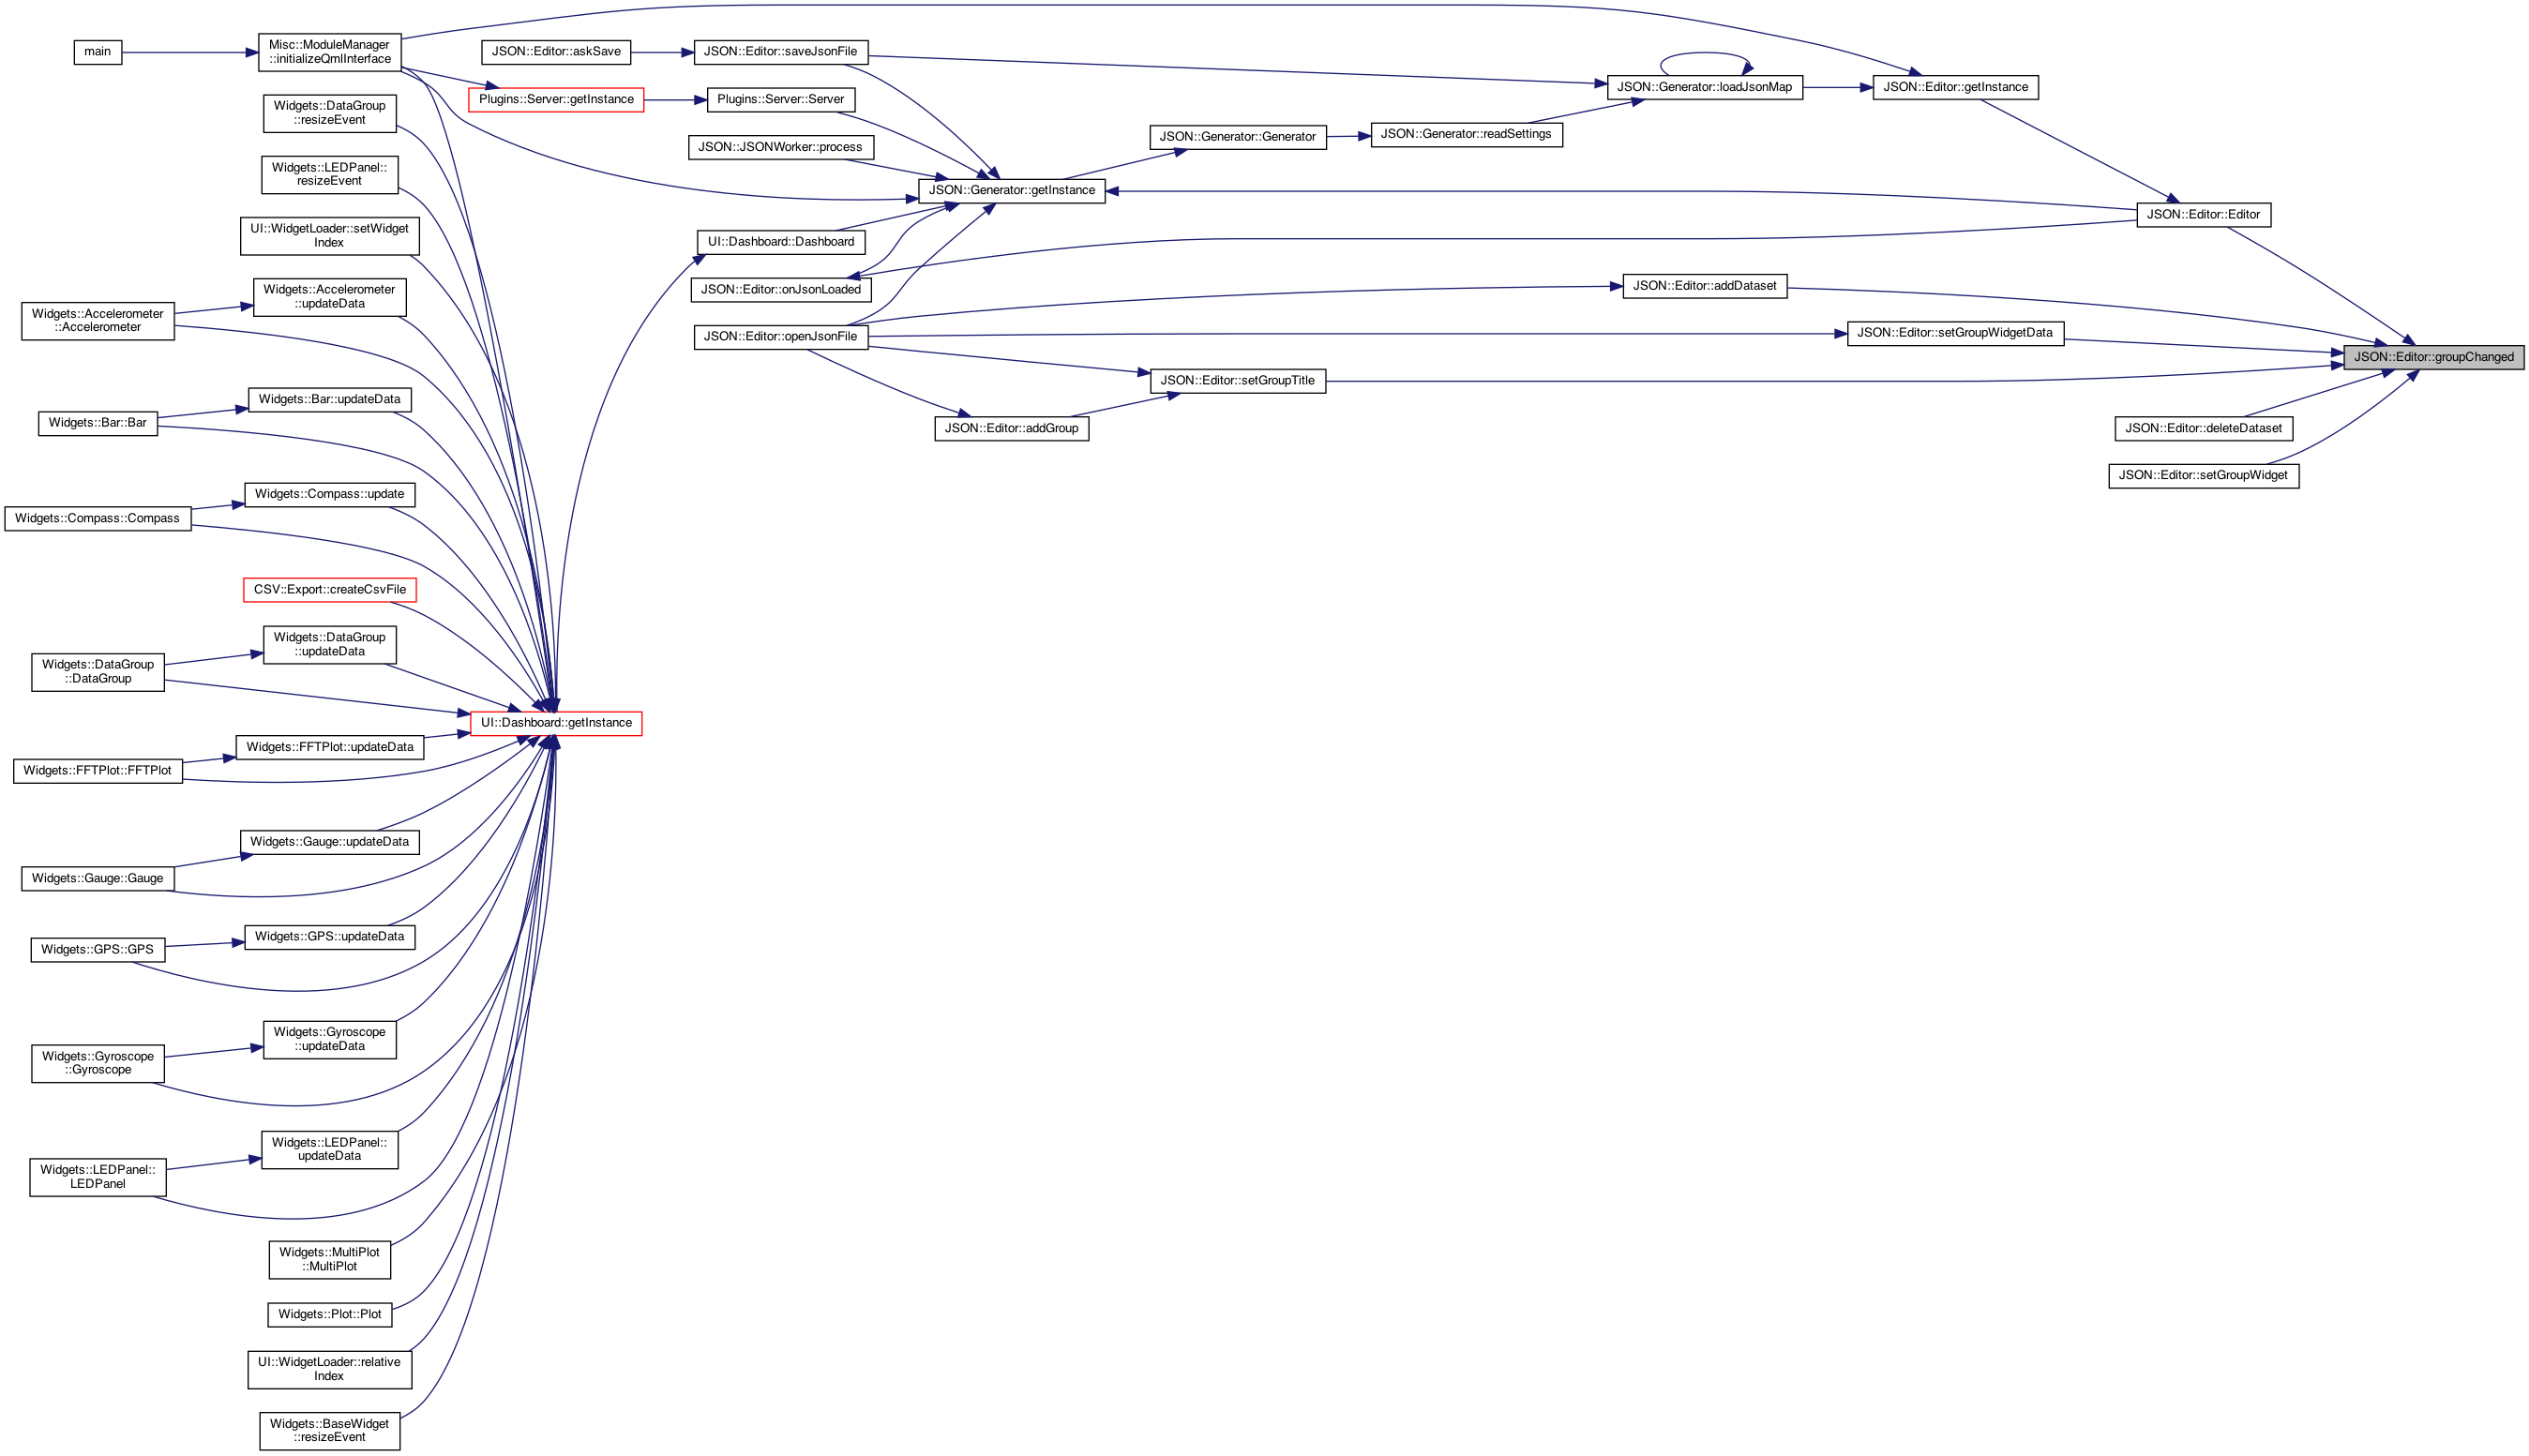 main
Misc::ModuleManager
::initializeQmlInterface
JSON::Editor::askSave
JSON::Editor::saveJsonFile
JSON::Generator::loadJsonMap
JSON::Editor::getInstance
Plugins::Server::getInstance
Plugins::Server::Server
Widgets::DataGroup
::resizeEvent
JSON::JSONWorker::process
JSON::Generator::Generator
JSON::Generator::readSettings
Widgets::LEDPanel::
resizeEvent
JSON::Generator::getInstance
JSON::Editor::Editor
UI::WidgetLoader::setWidget
Index
UI::Dashboard::Dashboard
JSON::Editor::onJsonLoaded
JSON::Editor::addDataset
Widgets::Accelerometer
::updateData
Widgets::Accelerometer
::Accelerometer
JSON::Editor::openJsonFile
JSON::Editor::setGroupWidgetData
JSON::Editor::groupChanged
JSON::Editor::setGroupTitle
Widgets::Bar::updateData
Widgets::Bar::Bar
JSON::Editor::addGroup
JSON::Editor::deleteDataset
JSON::Editor::setGroupWidget
Widgets::Compass::update
Widgets::Compass::Compass
CSV::Export::createCsvFile
Widgets::DataGroup
::updateData
Widgets::DataGroup
::DataGroup
UI::Dashboard::getInstance
Widgets::FFTPlot::updateData
Widgets::FFTPlot::FFTPlot
Widgets::Gauge::updateData
Widgets::Gauge::Gauge
Widgets::GPS::updateData
Widgets::GPS::GPS
Widgets::Gyroscope
::updateData
Widgets::Gyroscope
::Gyroscope
Widgets::LEDPanel::
updateData
Widgets::LEDPanel::
LEDPanel
Widgets::MultiPlot
::MultiPlot
Widgets::Plot::Plot
UI::WidgetLoader::relative
Index
Widgets::BaseWidget
::resizeEvent